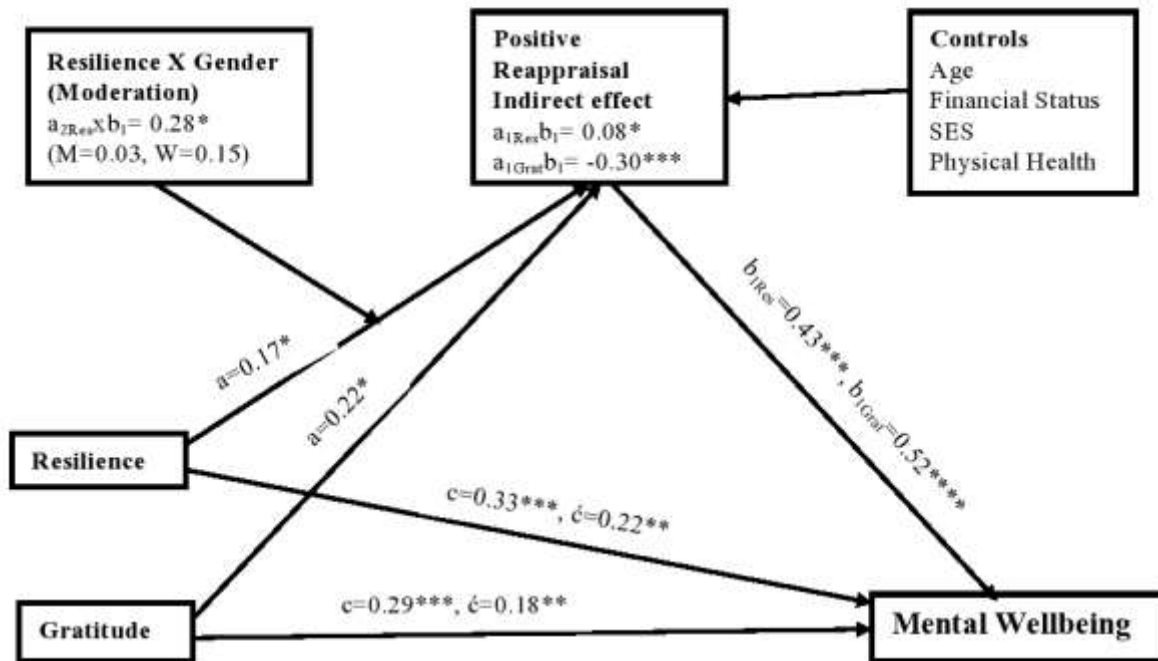 Resilience X Gender
(Moderation)
a2Resxb1= 0.28*
(M=0.03, W=0.15)
Positive
Reappraisal
Indirect effect
a1Resb1= 0.08*
a1Gratb1= -0.30***
Controls
Age
Financial Status
SES
Physical Health
a=0.17*
a=0.22*
b1Res=0.43***, b1Grat=0.52****
Resilience
c=0.33***, ć=0.22**
Gratitude
c=0.29***, ć=0.18**
Mental Wellbeing